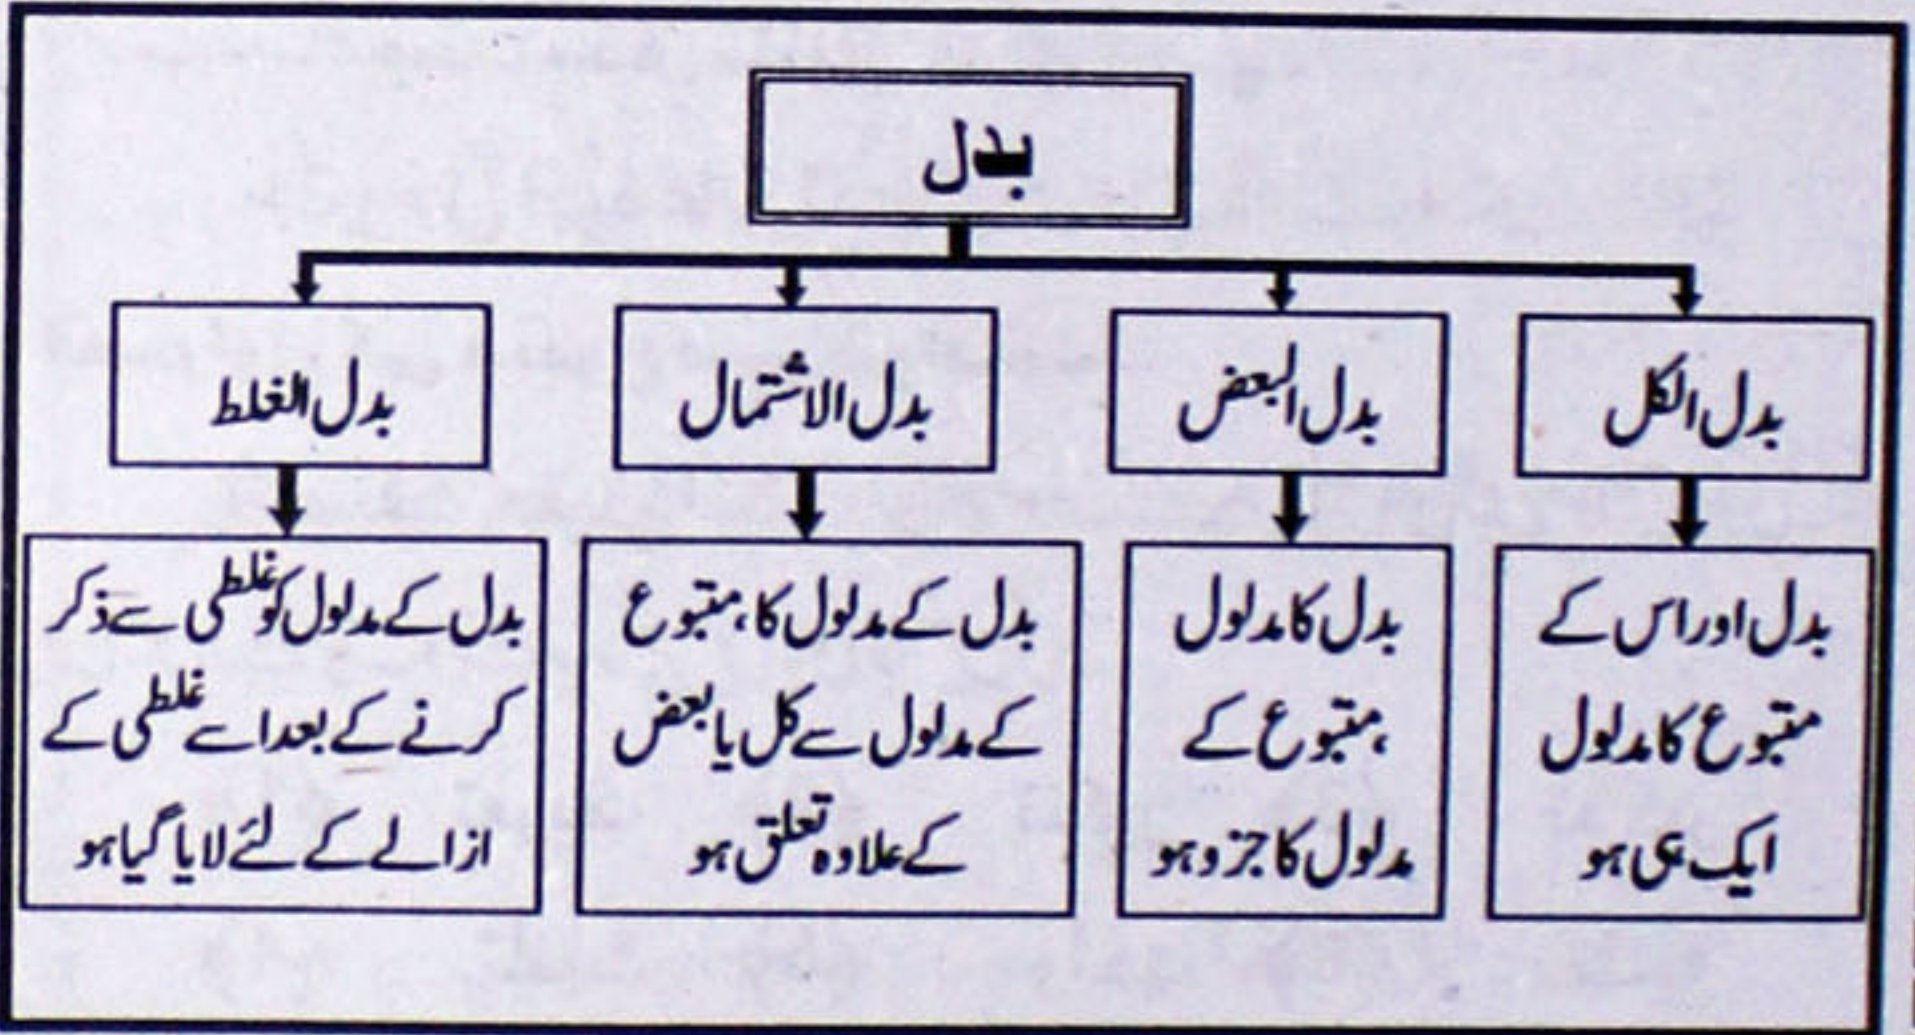 بدل
بدل الکل
بدل البعض
بدل الاشتمال
بدل الغلط
بدل اور اس کے
متبوع کا مدلول
ایک ہی ہو
بدل کا مدلول
،متبوع کے
مدلول کا جزو ہو
بدل کے مدلول کا، متبوع
کے مدلول سے کل یا بعض
کے علاوہ تعلق ہو
بدل کے مدلول کو غلطی سے ذکر
کرنے کے بعد اسے غلطی کے
ازالے کے لئے لایا گیا ہو